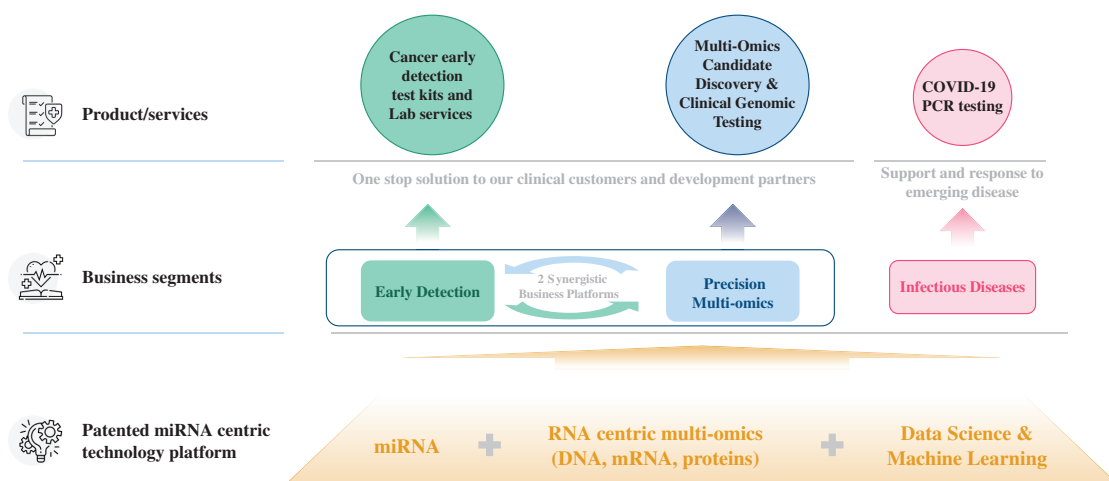 Product/services
Cancer early
detection
test kits and
Lab services
Multi-Omics
Candidate
Discovery &
Clinical Genomic
Testing
COVID-19
PCR testing
One stop solution to our clinical customers and development partners
Support and response to
emerging disease
Business segments
Early Detection
2 Synergistic
Business Platforms
Precision
Multi-omics
Infectious Diseases
Patented miRNA centric
technology platform
miRNA
+
RNA centric multi-omics
(DNA, mRNA, proteins)
+
Data Science &
Machine Learning